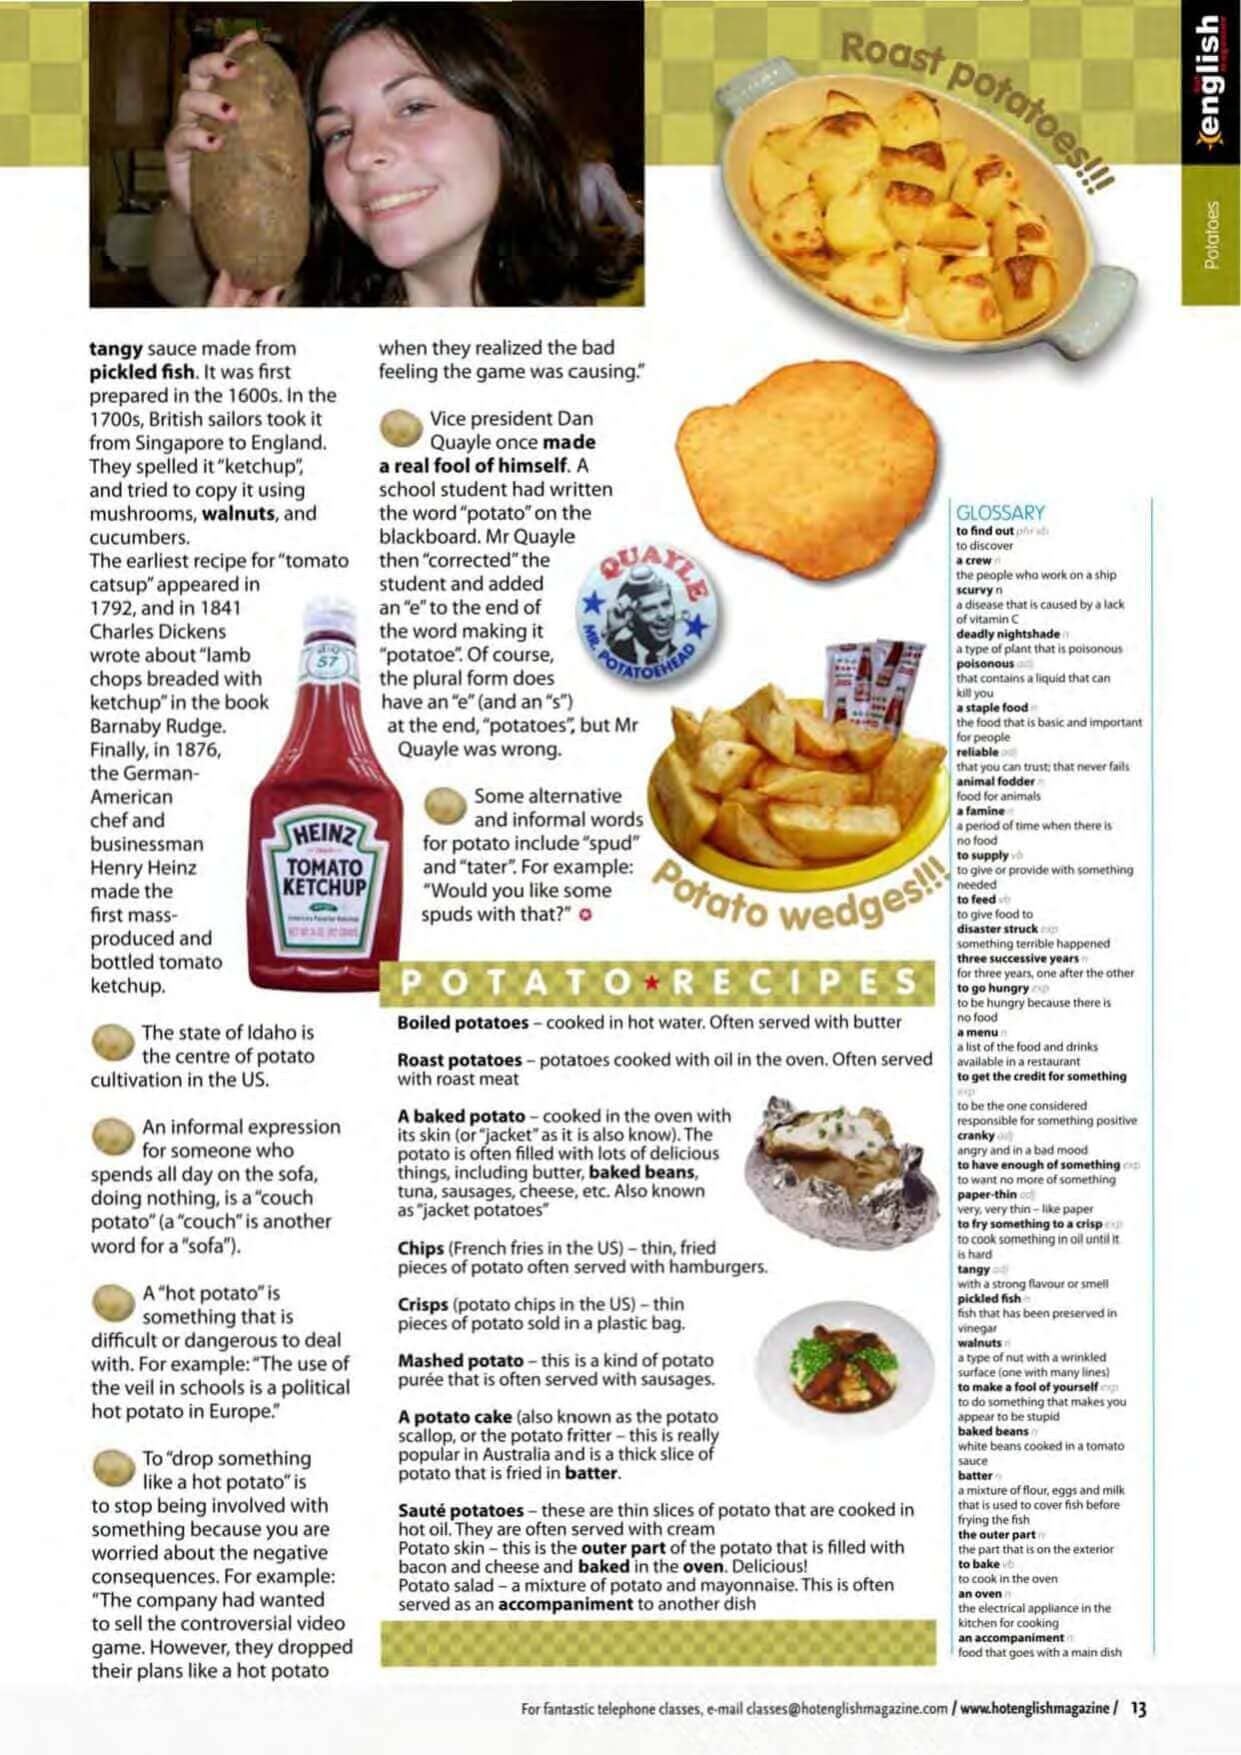 Roast potatoes!!!
hot
english
magazine
Potatoes
tangy sauce made from
pickled fish. It was first
prepared in the 1600s. In the
1700s, British sailors took it
from Singapore to England.
They spelled it "ketchup",
and tried to copy it using
mushrooms, walnuts, and
cucumbers.
The earliest recipe for "tomato
catsup" appeared in
1792, and in 1841
Charles Dickens
wrote about "lamb
chops breaded with
ketchup" in the book
Barnaby Rudge.
Finally, in 1876,
the German-
American
chef and
businessman
Henry Heinz
made the
first mass-
produced and
bottled tomato
ketchup.
The state of Idaho is
the centre of potato
cultivation in the US.
An informal expression
for someone who
spends all day on the sofa,
doing nothing, is a "couch
potato" (a "couch" is another
word for a "sofa").
A "hot potato" is
something that is
difficult or dangerous to deal
with. For example: "The use of
the veil in schools is a political
hot potato in Europe."
To "drop something
like a hot potato" is
to stop being involved with
something because you are
worried about the negative
consequences. For example:
"The company had wanted
to sell the controversial video
game. However, they dropped
their plans like a hot potato
57
HEINZ
TOMATO
KETCHUP
when they realized the bad
feeling the game was causing."
Vice president Dan
Quayle once made
a real fool of himself. A
school student had written
the word "potato" on the
blackboard. Mr Quayle
then "corrected" the
student and added
an "e" to the end of
the word making it
"potatoe". Of course,
the plural form does
have an "e" (and an "s")
at the end, "potatoes", but Mr
Quayle was wrong.
Some alternative
and informal words
for potato include "spud"
and "tater". For example:
"Would you like some
spuds with that?"
QUAYLE
MR. POTATOEHEAD
Potato wedges!!!
POTATO RECIPES
Boiled potatoes – cooked in hot water. Often served with butter
Roast potatoes – potatoes cooked with oil in the oven. Often served
with roast meat
A baked potato – cooked in the oven with
its skin (or "jacket" as it is also know). The
potato is often filled with lots of delicious
things, including butter, baked beans,
tuna, sausages, cheese, etc. Also known
as "jacket potatoes"
Chips (French fries in the US) – thin, fried
pieces of potato often served with hamburgers.
Crisps (potato chips in the US) – thin
pieces of potato sold in a plastic bag.
Mashed potato – this is a kind of potato
purée that is often served with sausages.
A potato cake (also known as the potato
scallop, or the potato fritter – this is really
popular in Australia and is a thick slice of
potato that is fried in batter.
Sauté potatoes – these are thin slices of potato that are cooked in
hot oil. They are often served with cream
Potato skin – this is the outer part of the potato that is filled with
bacon and cheese and baked in the oven. Delicious!
Potato salad – a mixture of potato and mayonnaise. This is often
served as an accompaniment to another dish
GLOSSARY
to find out phr vb
to discover
a crew n
the people who work on a ship
scurvy n
a disease that is caused by a lack
of vitamin C
deadly nightshade n
a type of plant that is poisonous
poisonous adj
that contains a liquid that can
kill you
a staple food n
the food that is basic and important
for people
reliable adj
that you can trust; that never fails
animal fodder n
food for animals
a famine n
a period of time when there is
no food
to supply vb
to give or provide with something
needed
to feed vb
to give food to
disaster struck exp
something terrible happened
three successive years n
for three years, one after the other
to go hungry exp
to be hungry because there is
no food
a menu n
a list of the food and drinks
available in a restaurant
to get the credit for something
exp
to be the one considered
responsible for something positive
cranky adj
angry and in a bad mood
to have enough of something exp
to want no more of something
paper-thin adj
very, very thin – like paper
to fry something to a crisp exp
to cook something in oil until it
is hard
tangy adj
with a strong flavour or smell
pickled fish n
fish that has been preserved in
vinegar
walnuts n
a type of nut with a wrinkled
surface (one with many lines)
to make a fool of yourself exp
to do something that makes you
appear to be stupid
baked beans n
white beans cooked in a tomato
sauce
batter n
a mixture of flour, eggs and milk
that is used to cover fish before
frying the fish
the outer part n
the part that is on the exterior
to bake vb
to cook in the oven
an oven n
the electrical appliance in the
kitchen for cooking
an accompaniment n
food that goes with a main dish
For fantastic telephone classes, e-mail classes@hotenglishmagazine.com / www.hotenglishmagazine / 13